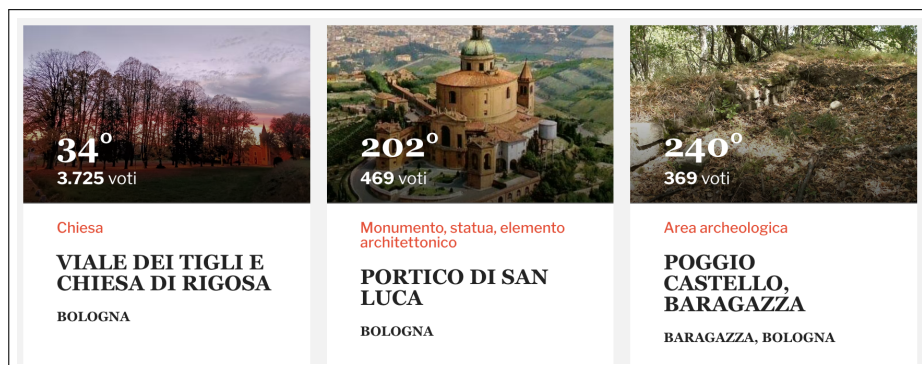 34°
3.725 voti
Chiesa
VIALE DEI TIGLI E
CHIESA DI RIGOSA
BOLOGNA
202°
469 voti
Monumento, statua, elemento
architettonico
PORTICO DI SAN
LUCA
BOLOGNA
240°
369 voti
Area archeologica
POGGIO
CASTELLO,
BARAGAZZA
BARAGAZZA, BOLOGNA